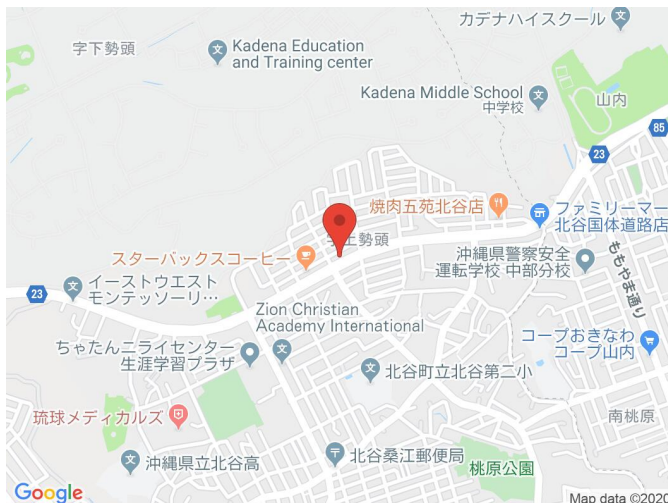 カデナハイスクール
字下勢頭
Kadena Education
and Training center
Kadena Middle School
中学校
山内
85
23
焼肉五苑北谷店
ファミリーマー
北谷国体道路店
字上勢頭
スターバックスコーヒー
沖縄県警察安全
運転学校 中部分校
ももやま通り
イーストウエスト
モンテッソーリ…
23
Zion Christian
Academy International
ちゃたんニライセンター
生涯学習プラザ
コープおきなわ
コープ山内
北谷町立北谷第二小
琉球メディカルズ
南桃原
沖縄県立北谷高
北谷桑江郵便局
桃原公園
Google
Map data ©2020